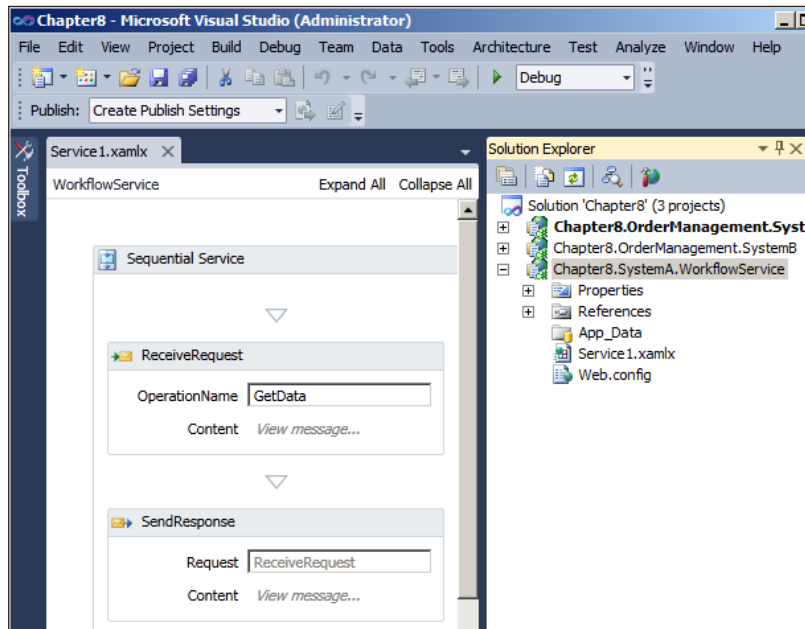 Chapter8 - Microsoft Visual Studio (Administrator)
File Edit View Project Build Debug Team Data Tools Architecture Test Analyze Window Help
Debug
Publish: Create Publish Settings
Toolbox
Service1.xamlx
WorkflowService Expand All Collapse All
Sequential Service
ReceiveRequest
OperationName GetData
Content View message...
SendResponse
Request ReceiveRequest
Content View message...
Solution Explorer
Solution 'Chapter8' (3 projects)
Chapter8.OrderManagement.Syst
Chapter8.OrderManagement.SystemB
Chapter8.SystemA.WorkflowService
Properties
References
App_Data
Service1.xamlx
Web.config